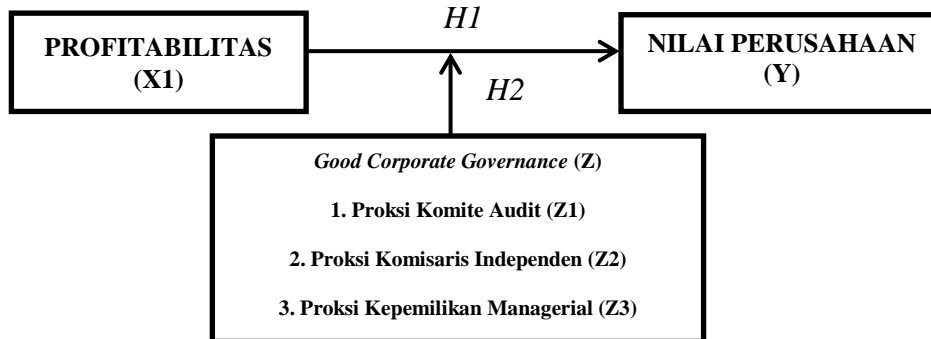 H1
PROFITABILITAS
(X1)
NILAI PERUSAHAAN
(Y)
H2
Good Corporate Governance (Z)
1. Proksi Komite Audit (Z1)
2. Proksi Komisaris Independen (Z2)
3. Proksi Kepemilikan Managerial (Z3)